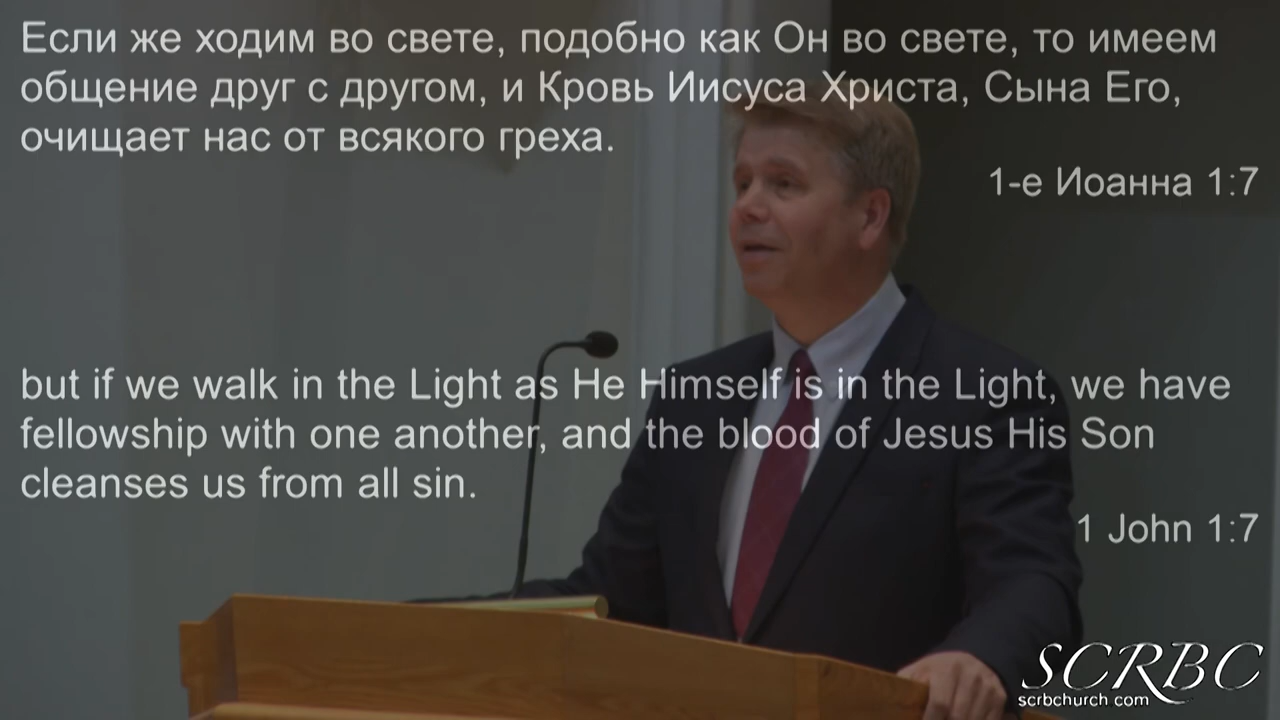 Если же ходим во свете, подобно как Он во свете, то имеем
общение друг с другом, и Кровь Иисуса Христа, Сына Его,
очищает нас от всякого греха.
1-е Иоанна 1:7
but if we walk in the Light as He Himself is in the Light, we have
fellowship with one another, and the blood of Jesus His Son
cleanses us from all sin.
1 John 1:7
SCRBC
scrbchurch com